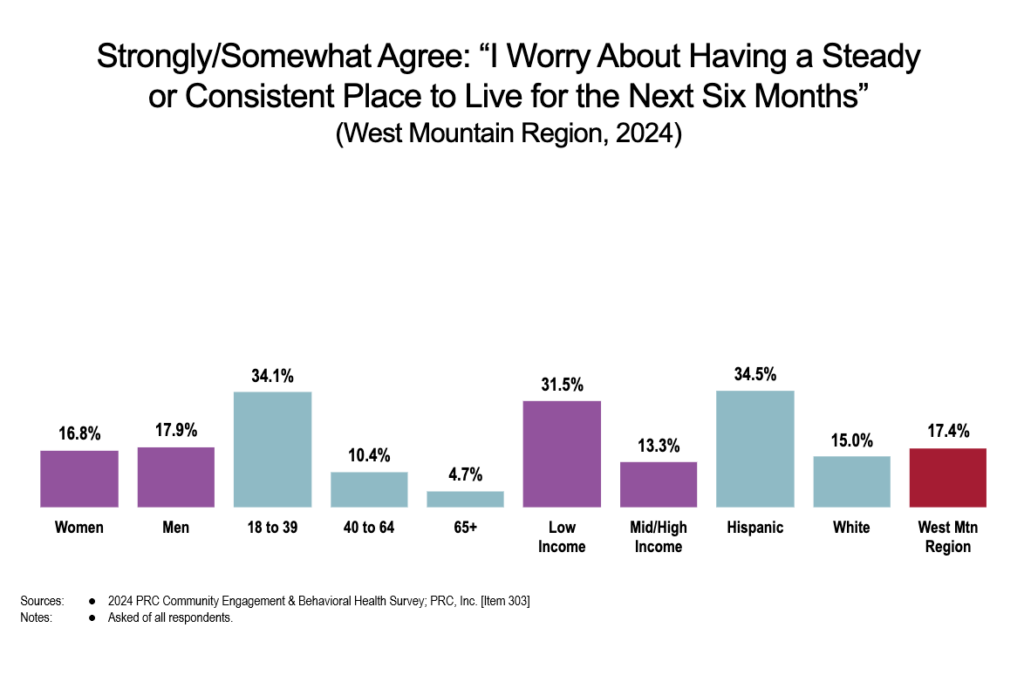 Strongly/Somewhat Agree: “I Worry About Having a Steady
or Consistent Place to Live for the Next Six Months”
(West Mountain Region, 2024)
16.8%
17.9%
34.1%
10.4%
4.7%
31.5%
13.3%
34.5%
15.0%
17.4%
Women
Men
18 to 39
40 to 64
65+
Low
Income
Mid/High
Income
Hispanic
White
West Mtn
Region
Sources: ● 2024 PRC Community Engagement & Behavioral Health Survey; PRC, Inc. [Item 303]
Notes: ● Asked of all respondents.